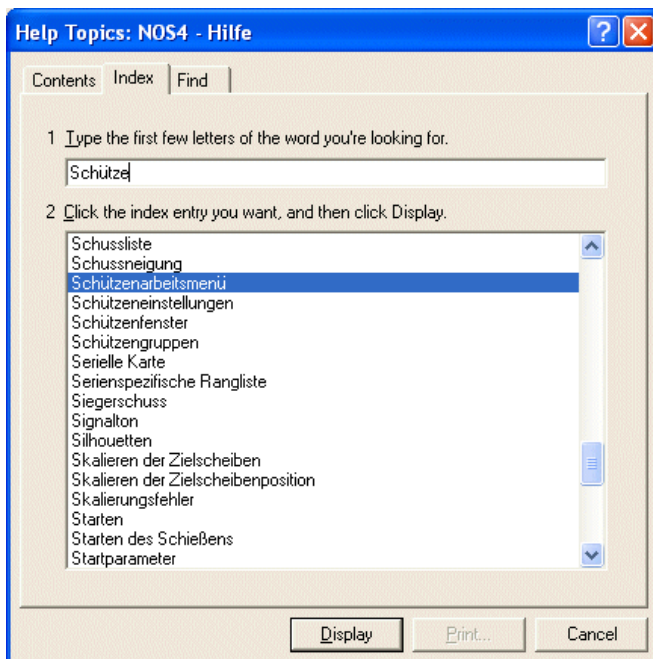 Help Topics: NOS4 - Hilfe
Contents Index Find
1 Type the first few letters of the word you're looking for.
Schütze
2 Click the index entry you want, and then click Display.
Schussliste
Schussneigung
Schützenarbeitsmenü
Schützeneinstellungen
Schützenfenster
Schützengruppen
Serielle Karte
Serienspezifische Rangliste
Siegerschuss
Signalton
Silhouetten
Skalieren der Zielscheiben
Skalieren der Zielscheibenposition
Skalierungsfehler
Starten
Starten des Schießens
Startparameter
Display Print... Cancel